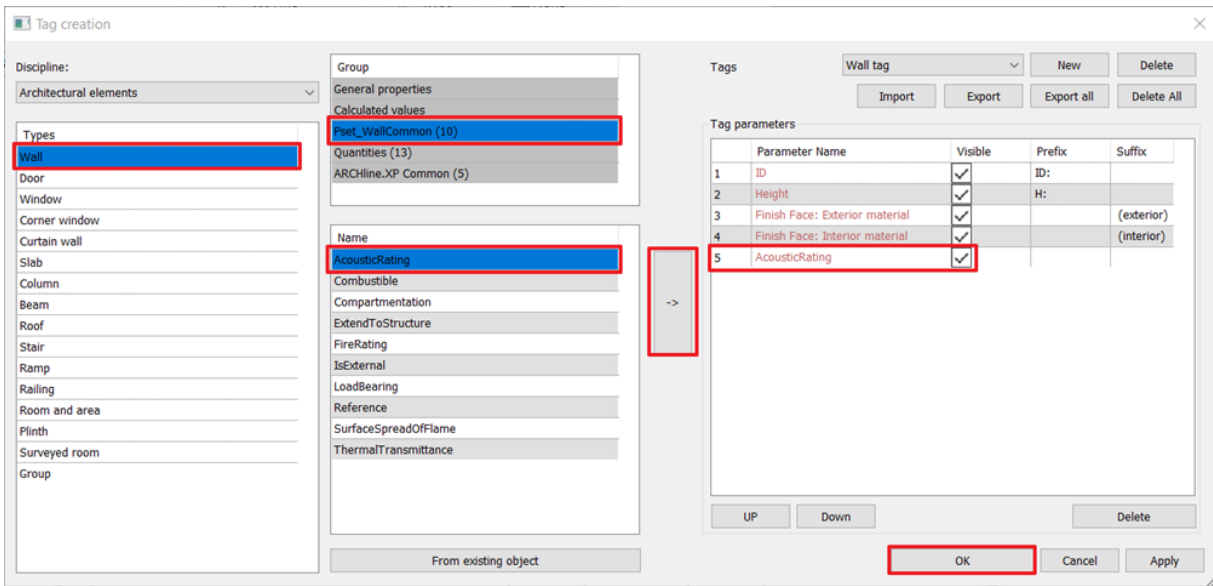 Tag creation
Discipline:
Architectural elements
Types
Wall
Door
Window
Corner window
Curtain wall
Slab
Column
Beam
Roof
Stair
Ramp
Railing
Room and area
Plinth
Surveyed room
Group
Group
General properties
Calculated values
Pset_WallCommon (10)
Quantities (13)
ARCHline.XP Common (5)
Name
AcousticRating
Combustible
Compartmentation
ExtendToStructure
FireRating
IsExternal
LoadBearing
Reference
SurfaceSpreadOfFlame
ThermalTransmittance
From existing object
->
Tags Wall tag New Delete
Import Export Export all Delete All
Tag parameters
Parameter Name Visible Prefix Suffix
1 ID ID:
2 Height H:
3 Finish Face: Exterior material (exterior)
4 Finish Face: Interior material (interior)
5 AcousticRating
UP Down Delete
OK Cancel Apply